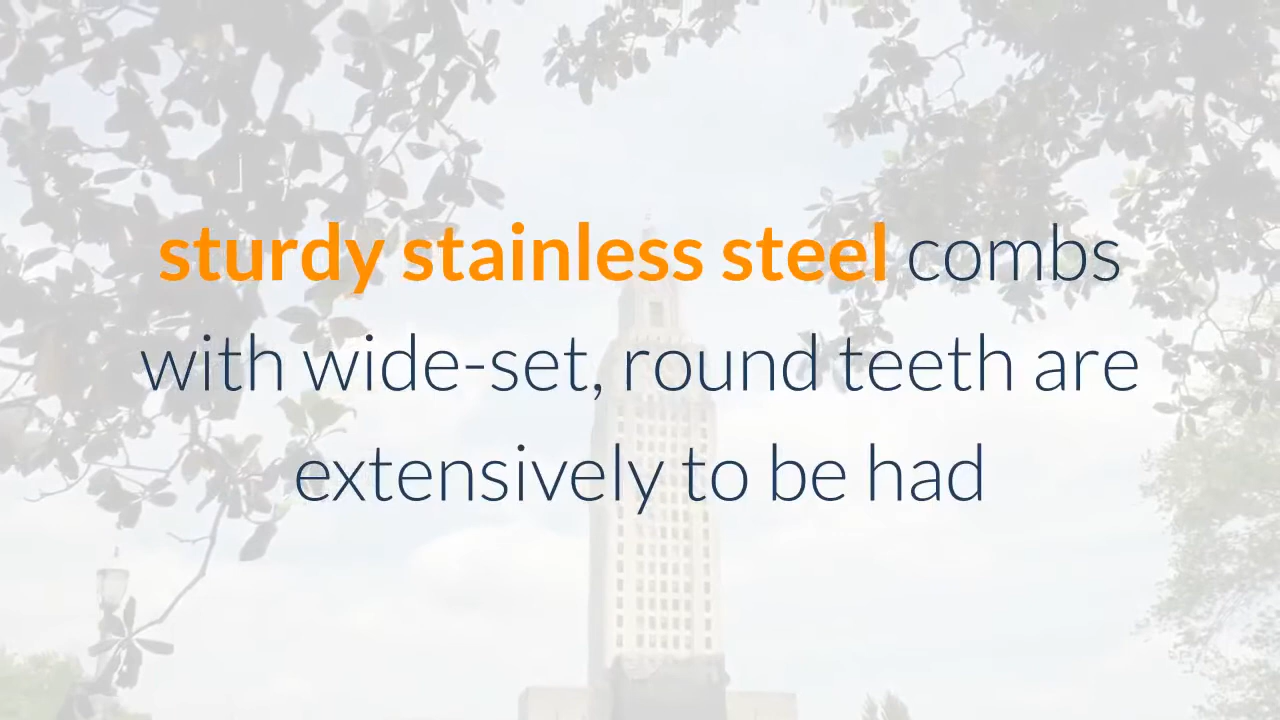 sturdy stainless steel combs
with wide-set, round teeth are
extensively to be had